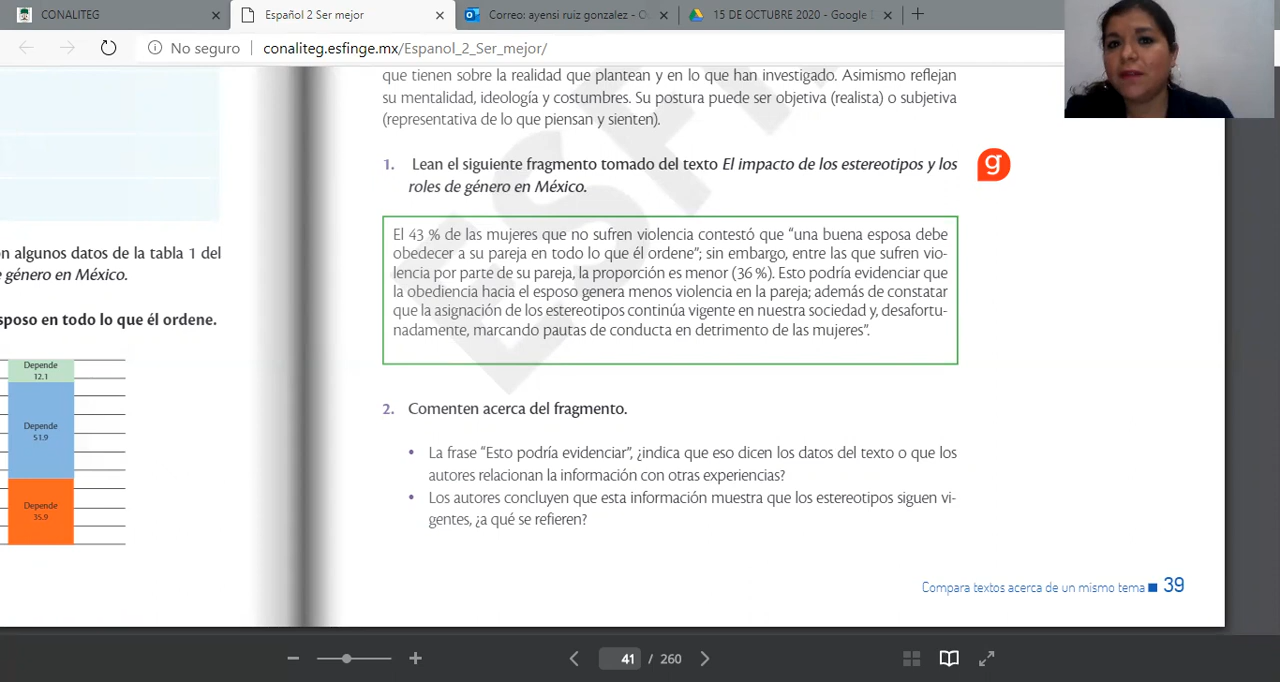 CONALITEG
Español 2 Ser mejor
Correo: ayensi ruiz gonzalez - O
15 DE OCTUBRE 2020 - Google
No seguro
conaliteg.esfinge.mx/Espanol_2_Ser_mejor/
que tienen sobre la realidad que plantean y en lo que han investigado. Asimismo reflejan
su mentalidad, ideología y costumbres. Su postura puede ser objetiva (realista) o subjetiva
(representativa de lo que piensan y sienten).
1. Lean el siguiente fragmento tomado del texto El impacto de los estereotipos y los
roles de género en México.
g
El 43 % de las mujeres que no sufren violencia contestó que “una buena esposa debe
obedecer a su pareja en todo lo que él ordene”; sin embargo, entre las que sufren vio-
lencia por parte de su pareja, la proporción es menor (36 %). Esto podría evidenciar que
la obediencia hacia el esposo genera menos violencia en la pareja; además de constatar
que la asignación de los estereotipos continúa vigente en nuestra sociedad y, desafortu-
nadamente, marcando pautas de conducta en detrimento de las mujeres”.
2. Comenten acerca del fragmento.
• La frase “Esto podría evidenciar”, ¿indica que eso dicen los datos del texto o que los
autores relacionan la información con otras experiencias?
• Los autores concluyen que esta información muestra que los estereotipos siguen vi-
gentes, ¿a qué se refieren?
Compara textos acerca de un mismo tema ■ 39
n algunos datos de la tabla 1 del
e género en México.
sposo en todo lo que él ordene.
Depende
12.1
Depende
51.9
Depende
35.9
41 / 260